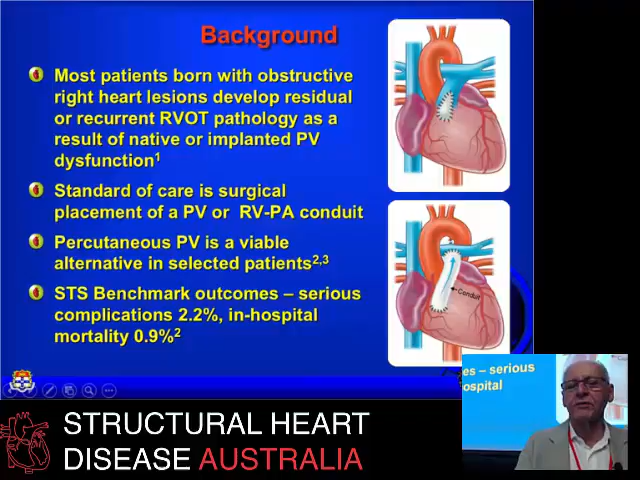 Background
Most patients born with obstructive
right heart lesions develop residual
or recurrent RVOT pathology as a
result of native or implanted PV
dysfunction¹
Standard of care is surgical
placement of a PV or RV-PA conduit
Percutaneous PV is a viable
alternative in selected patients²,³
STS Benchmark outcomes – serious
complications 2.2%, in-hospital
mortality 0.9%²
Conduit
es – serious
ospital
STRUCTURAL HEART
DISEASE AUSTRALIA